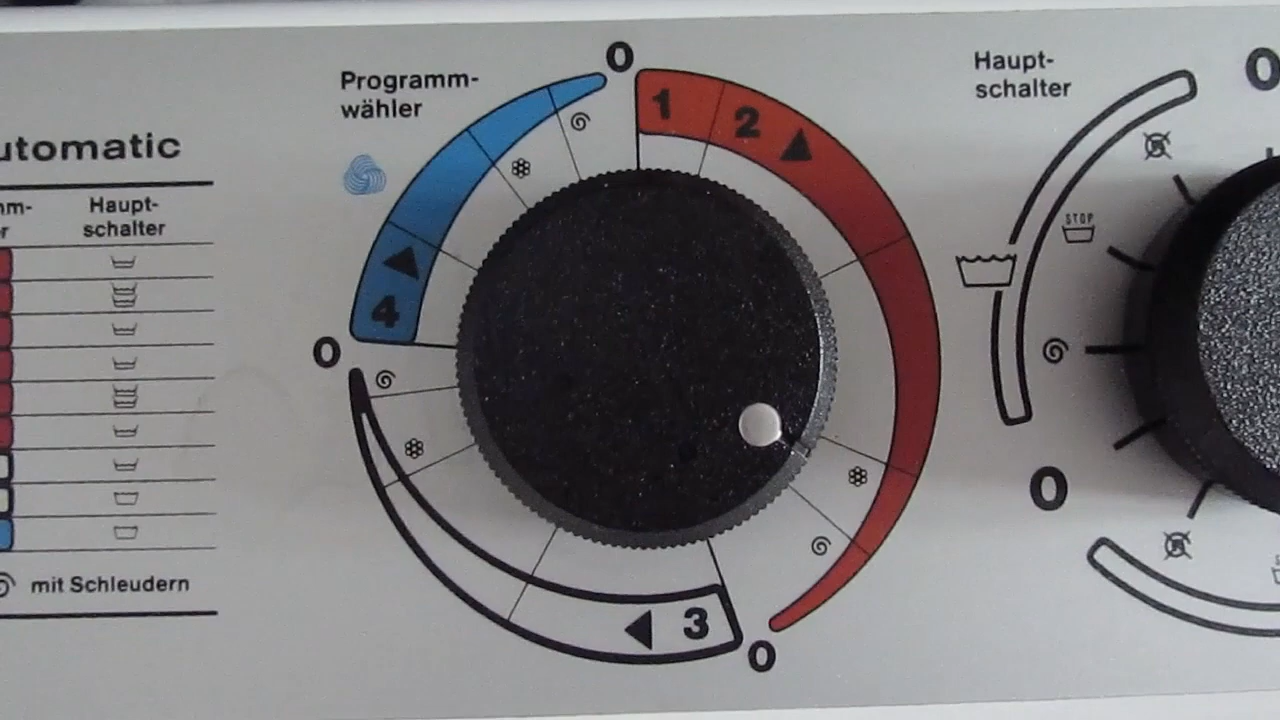 Programm-
wähler
0
1
2
Haupt-
schalter
0
utomatic
mm-
r
Haupt-
schalter
STOP
4
0
0
3
0
mit Schleudern